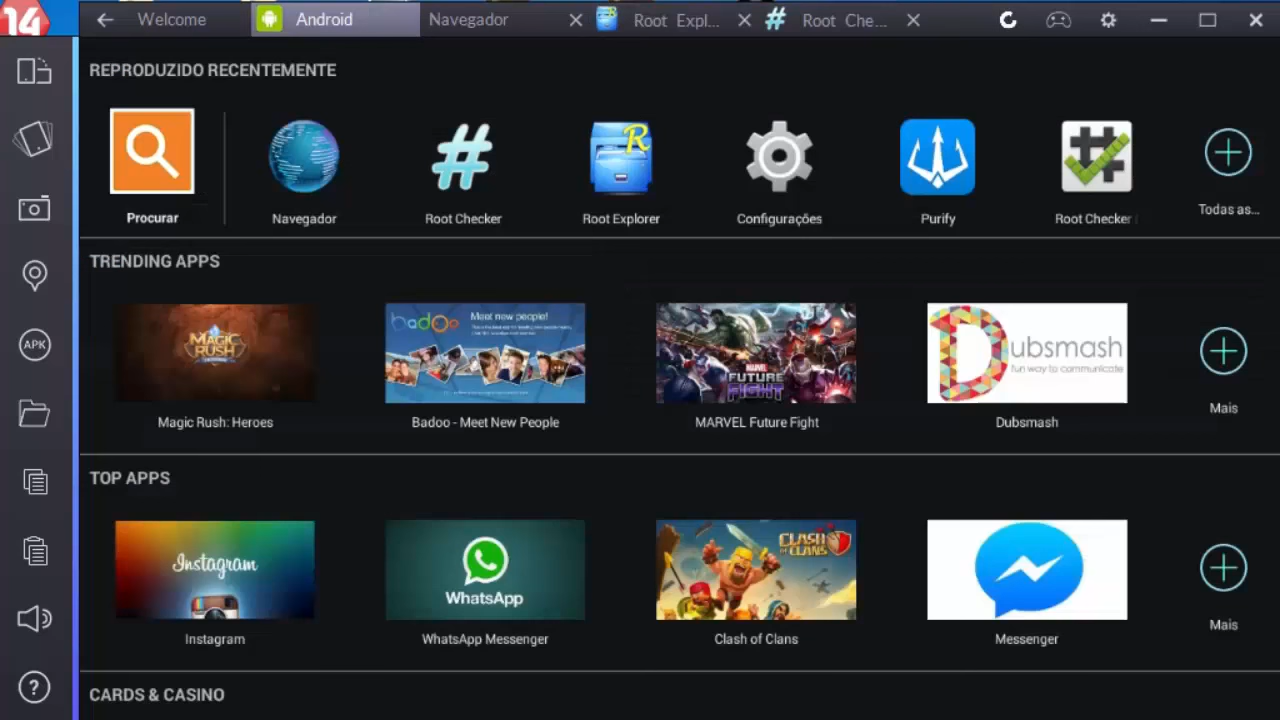 14
Welcome
Android
Navegador
Root Expl...
Root Che...
REPRODUZIDO RECENTEMENTE
Procurar
Navegador
Root Checker
R
Root Explorer
Configurações
Purify
Root Checker
Todas as...
TRENDING APPS
MAGIC RUSH
badoo Meet new people!
MARVEL
FUTURE
FIGHT
Dubsmash
fun way to communicate
Magic Rush: Heroes
Badoo - Meet New People
MARVEL Future Fight
Dubsmash
Mais
APK
TOP APPS
Instagram
WhatsApp
CLASH OF CLANS
Instagram
WhatsApp Messenger
Clash of Clans
Messenger
Mais
?
CARDS & CASINO